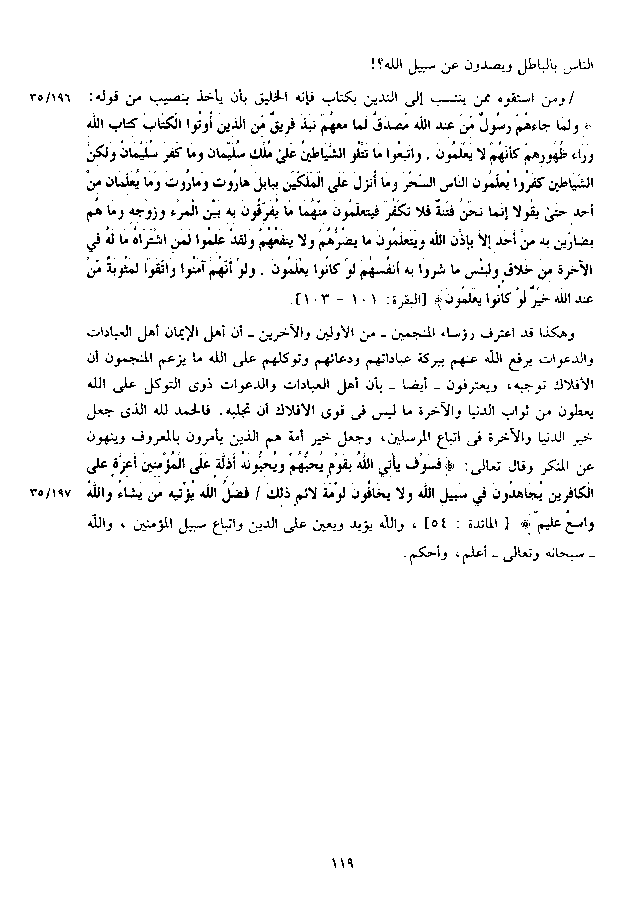 الناس بالباطل ويصدون عن سبيل الله؟!
/ ومن استقوه ممن ينتسب إلى التدين بكتاب فإنه الخليق بأن يأخذ بنصيب من قوله: ٣٥/١٩٦
﴿ ولما جاءهم رسول من عند الله مصدق لما معهم نبذ فريق من الذين أوتوا الكتاب كتاب الله
وراء ظهورهم كأنهم لا يعلمون . واتبعوا ما تتلو الشياطين على ملك سليمان وما كفر سليمان ولكن
الشياطين كفروا يعلمون الناس السحر وما أنزل على الملكين ببابل هاروت وماروت وما يعلمان من
أحد حتى يقولا إنما نحن فتنة فلا تكفر فيتعلمون منهما ما يفرقون به بين المرء وزوجه وما هم
بضارين به من أحد إلا بإذن الله ويتعلمون ما يضرهم ولا ينفعهم ولقد علموا لمن اشتراه ما له في
الآخرة من خلاق ولبئس ما شروا به أنفسهم لو كانوا يعلمون . ولو أنهم آمنوا واتقوا لمثوبة من
عند الله خير لو كانوا يعلمون﴾ [البقرة: ١٠١ – ١٠٣].
وهكذا قد اعترف رؤساء المنجمين ـ من الأولين والآخرين ـ أن أهل الإيمان أهل العبادات
والدعوات يرفع الله عنهم ببركة عباداتهم ودعائهم وتوكلهم على الله ما يزعم المنجمون أن
الأفلاك توجبه، ويعترفون ـ أيضا ـ بأن أهل العبادات والدعوات ذوى التوكل على الله
يعطون من ثواب الدنيا والآخرة ما ليس فى قوى الأفلاك أن تجلبه. فالحمد لله الذى جعل
خير الدنيا والآخرة فى اتباع المرسلين، وجعل خير أمة هم الذين يأمرون بالمعروف وينهون
عن المنكر وقال تعالى: ﴿ فسوف يأتي الله بقوم يحبهم ويحبونه أذلة على المؤمنين أعزة على
الكافرين يجاهدون في سبيل الله ولا يخافون لومة لائم ذلك / فضل الله يؤتيه من يشاء والله ٣٥/١٩٧
واسع عليم ﴾ [ المائدة : ٥٤] ، والله يؤيد ويعين على الدين واتباع سبيل المؤمنين ، والله
ـ سبحانه وتعالى ـ أعلم، وأحكم.
١١٩